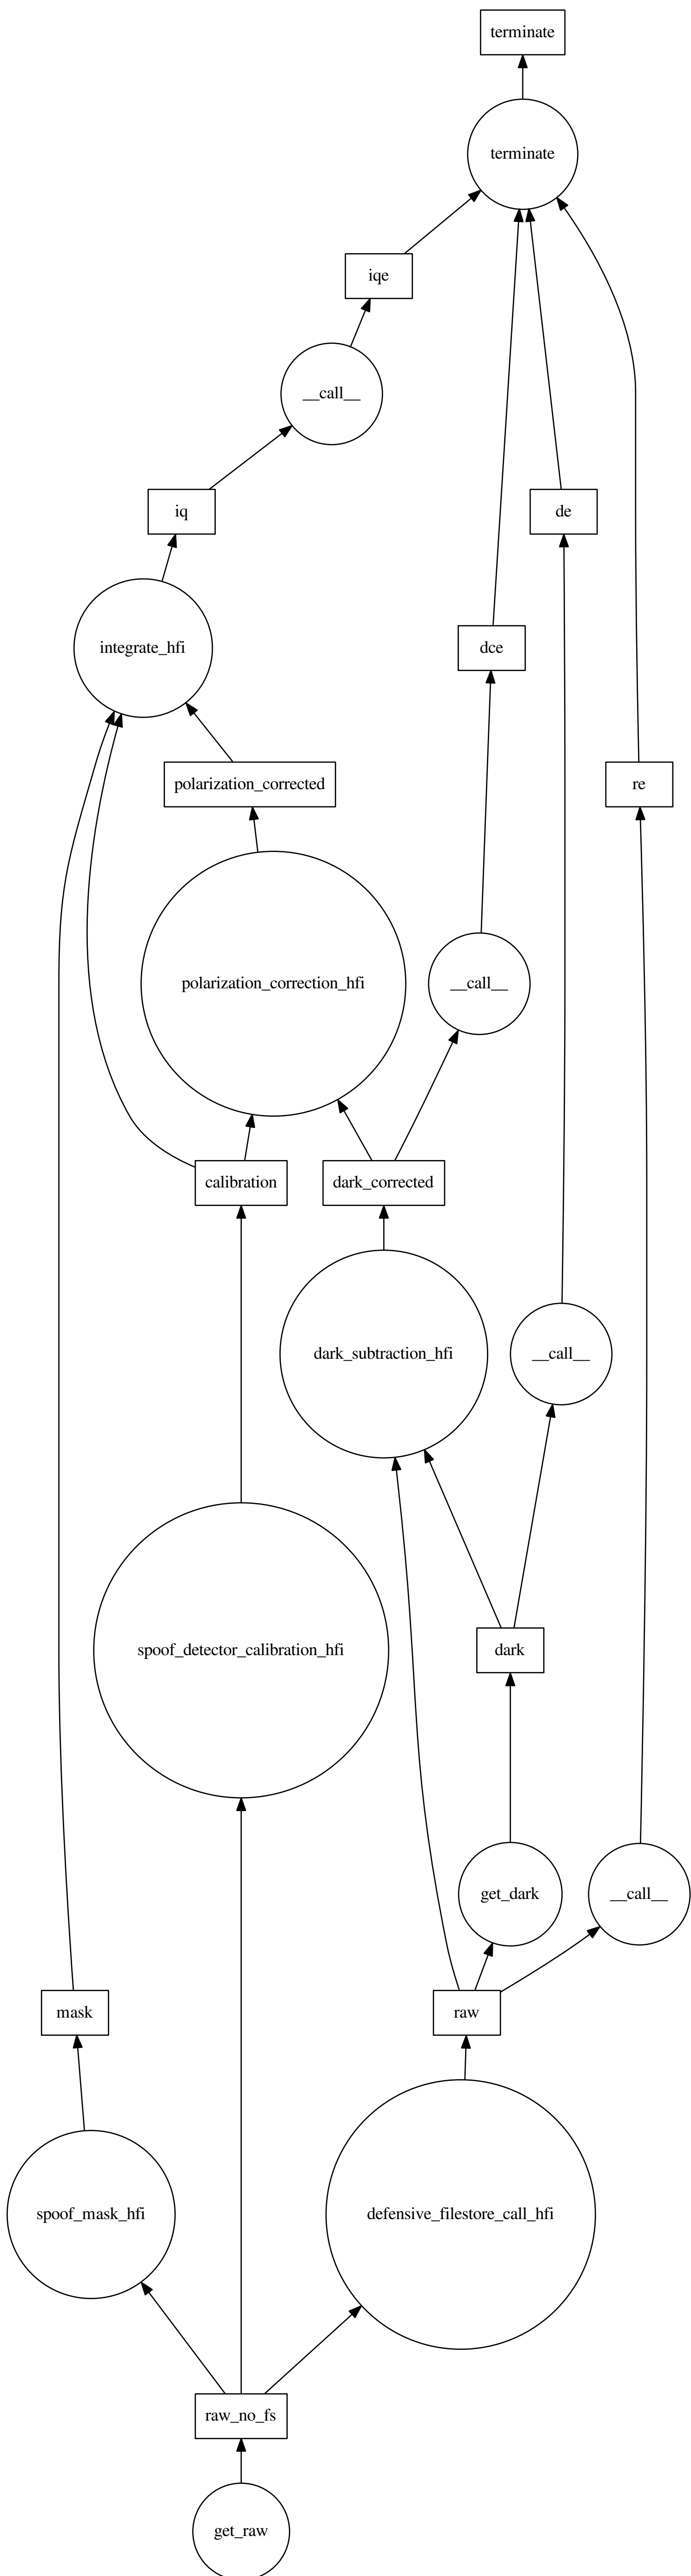 terminate
terminate
iqe
__call__
iq
de
integrate_hfi
dce
polarization_corrected
re
polarization_correction_hfi
__call__
calibration
dark_corrected
dark_subtraction_hfi
__call__
spoof_detector_calibration_hfi
dark
get_dark
__call__
mask
raw
spoof_mask_hfi
defensive_filestore_call_hfi
raw_no_fs
get_raw